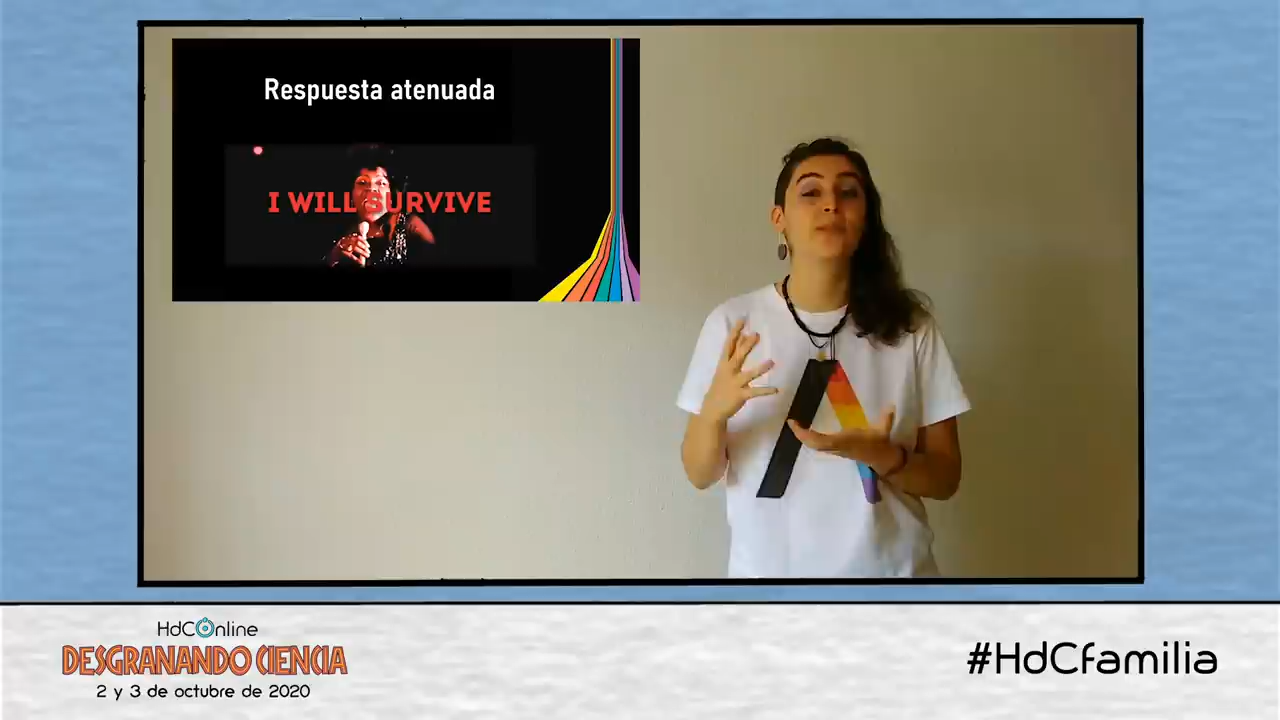 Respuesta atenuada
I WILL SURVIVE
HdCOnline
DESGRANANDO CIENCIA
2 y 3 de octubre de 2020
#HdCfamilia